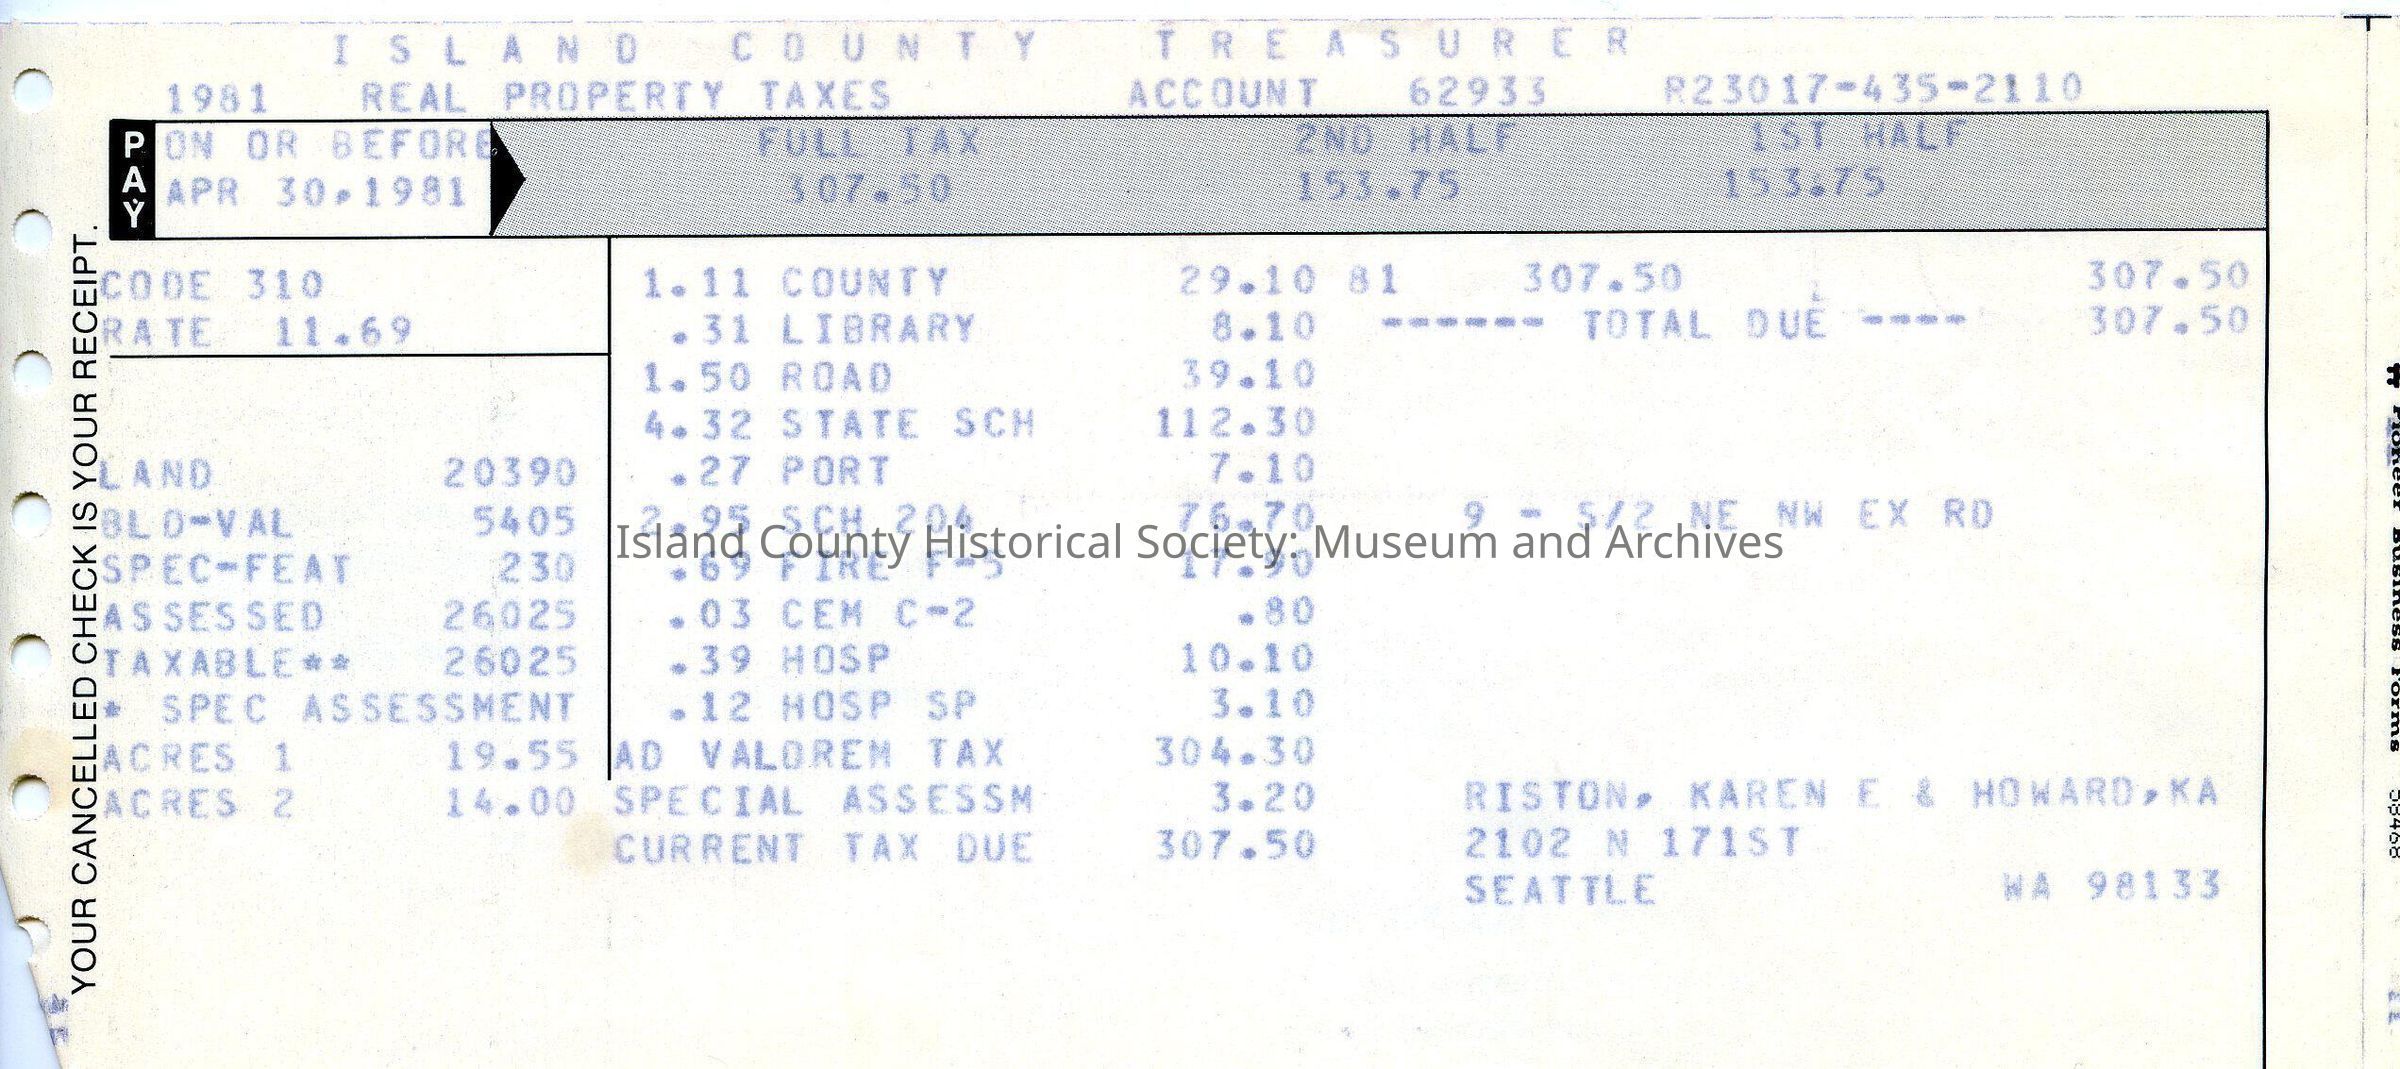 ISLAND COUNTY TREASURER
1981 REAL PROPERTY TAXES ACCOUNT 62933 R23017-435-2110
PAY
ON OR BEFORE FULL TAX 2ND HALF 1ST HALF
APR 30,1981 307.50 153.75 153.75
YOUR CANCELLED CHECK IS YOUR RECEIPT.
CODE 310
RATE 11.69
LAND 20390
BLD-VAL 5405
SPEC-FEAT 230
ASSESSED 26025
TAXABLE** 26025
* SPEC ASSESSMENT
ACRES 1 19.55
ACRES 2 14.00
1.11 COUNTY 29.10
.31 LIBRARY 8.10
1.50 ROAD 39.10
4.32 STATE SCH 112.30
.27 PORT 7.10
2.95 SCH 204 76.70
.69 FIRE F-5 17.90
.03 CEM C-2 .80
.39 HOSP 10.10
.12 HOSP SP 3.10
AD VALOREM TAX 304.30
SPECIAL ASSESSM 3.20
CURRENT TAX DUE 307.50
81 307.50 307.50
------ TOTAL DUE ---- 307.50
9 - S/2 NE NW EX RD
Island County Historical Society: Museum and Archives
RISTON, KAREN E & HOWARD,KA
2102 N 171ST
SEATTLE WA 98133
Pioneer Business Forms